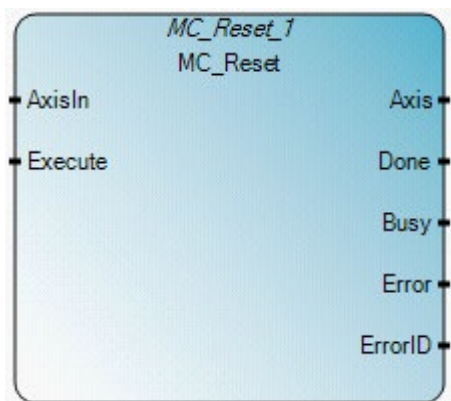 MC_Reset_1
MC_Reset
AxisIn Axis
Execute Done
Busy
Error
ErrorID